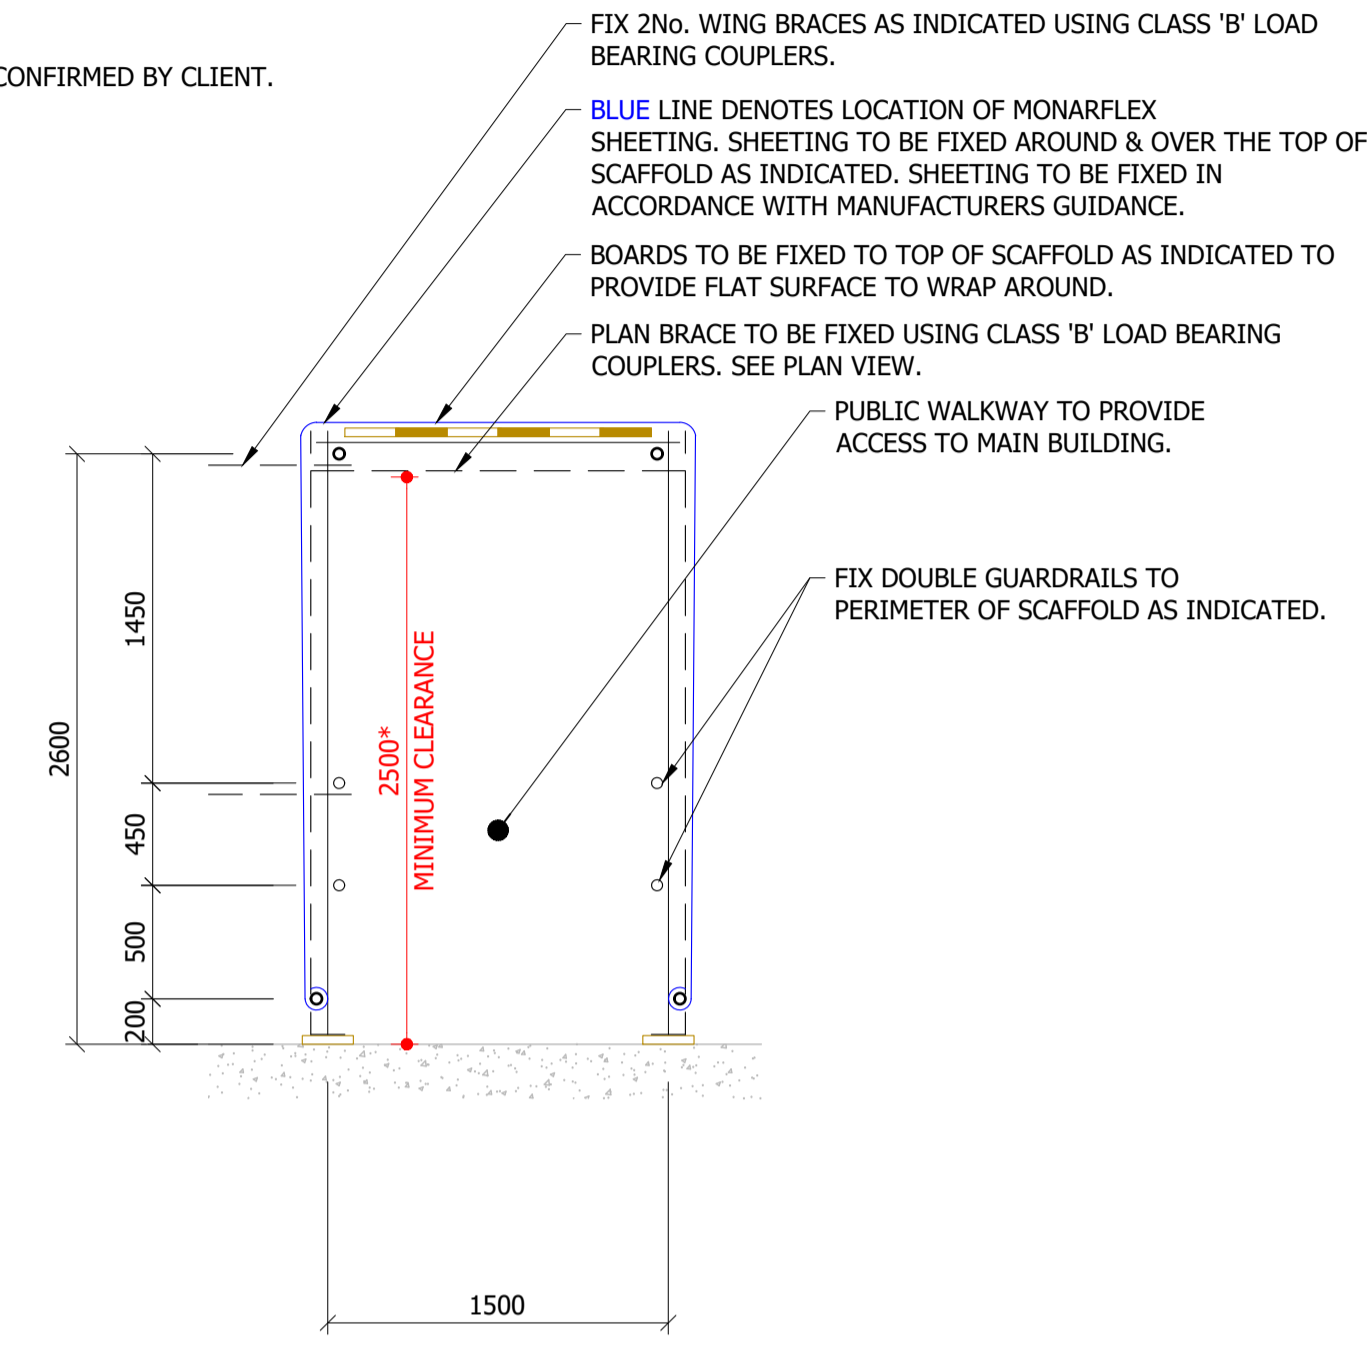 FIX 2No. WING BRACES AS INDICATED USING CLASS 'B' LOAD
BEARING COUPLERS.
CONFIRMED BY CLIENT.
BLUE LINE DENOTES LOCATION OF MONARFLEX
SHEETING. SHEETING TO BE FIXED AROUND & OVER THE TOP OF
SCAFFOLD AS INDICATED. SHEETING TO BE FIXED IN
ACCORDANCE WITH MANUFACTURERS GUIDANCE.
BOARDS TO BE FIXED TO TOP OF SCAFFOLD AS INDICATED TO
PROVIDE FLAT SURFACE TO WRAP AROUND.
PLAN BRACE TO BE FIXED USING CLASS 'B' LOAD BEARING
COUPLERS. SEE PLAN VIEW.
PUBLIC WALKWAY TO PROVIDE
ACCESS TO MAIN BUILDING.
FIX DOUBLE GUARDRAILS TO
PERIMETER OF SCAFFOLD AS INDICATED.
2600
1450
450
500
200
2500*
MINIMUM CLEARANCE
1500